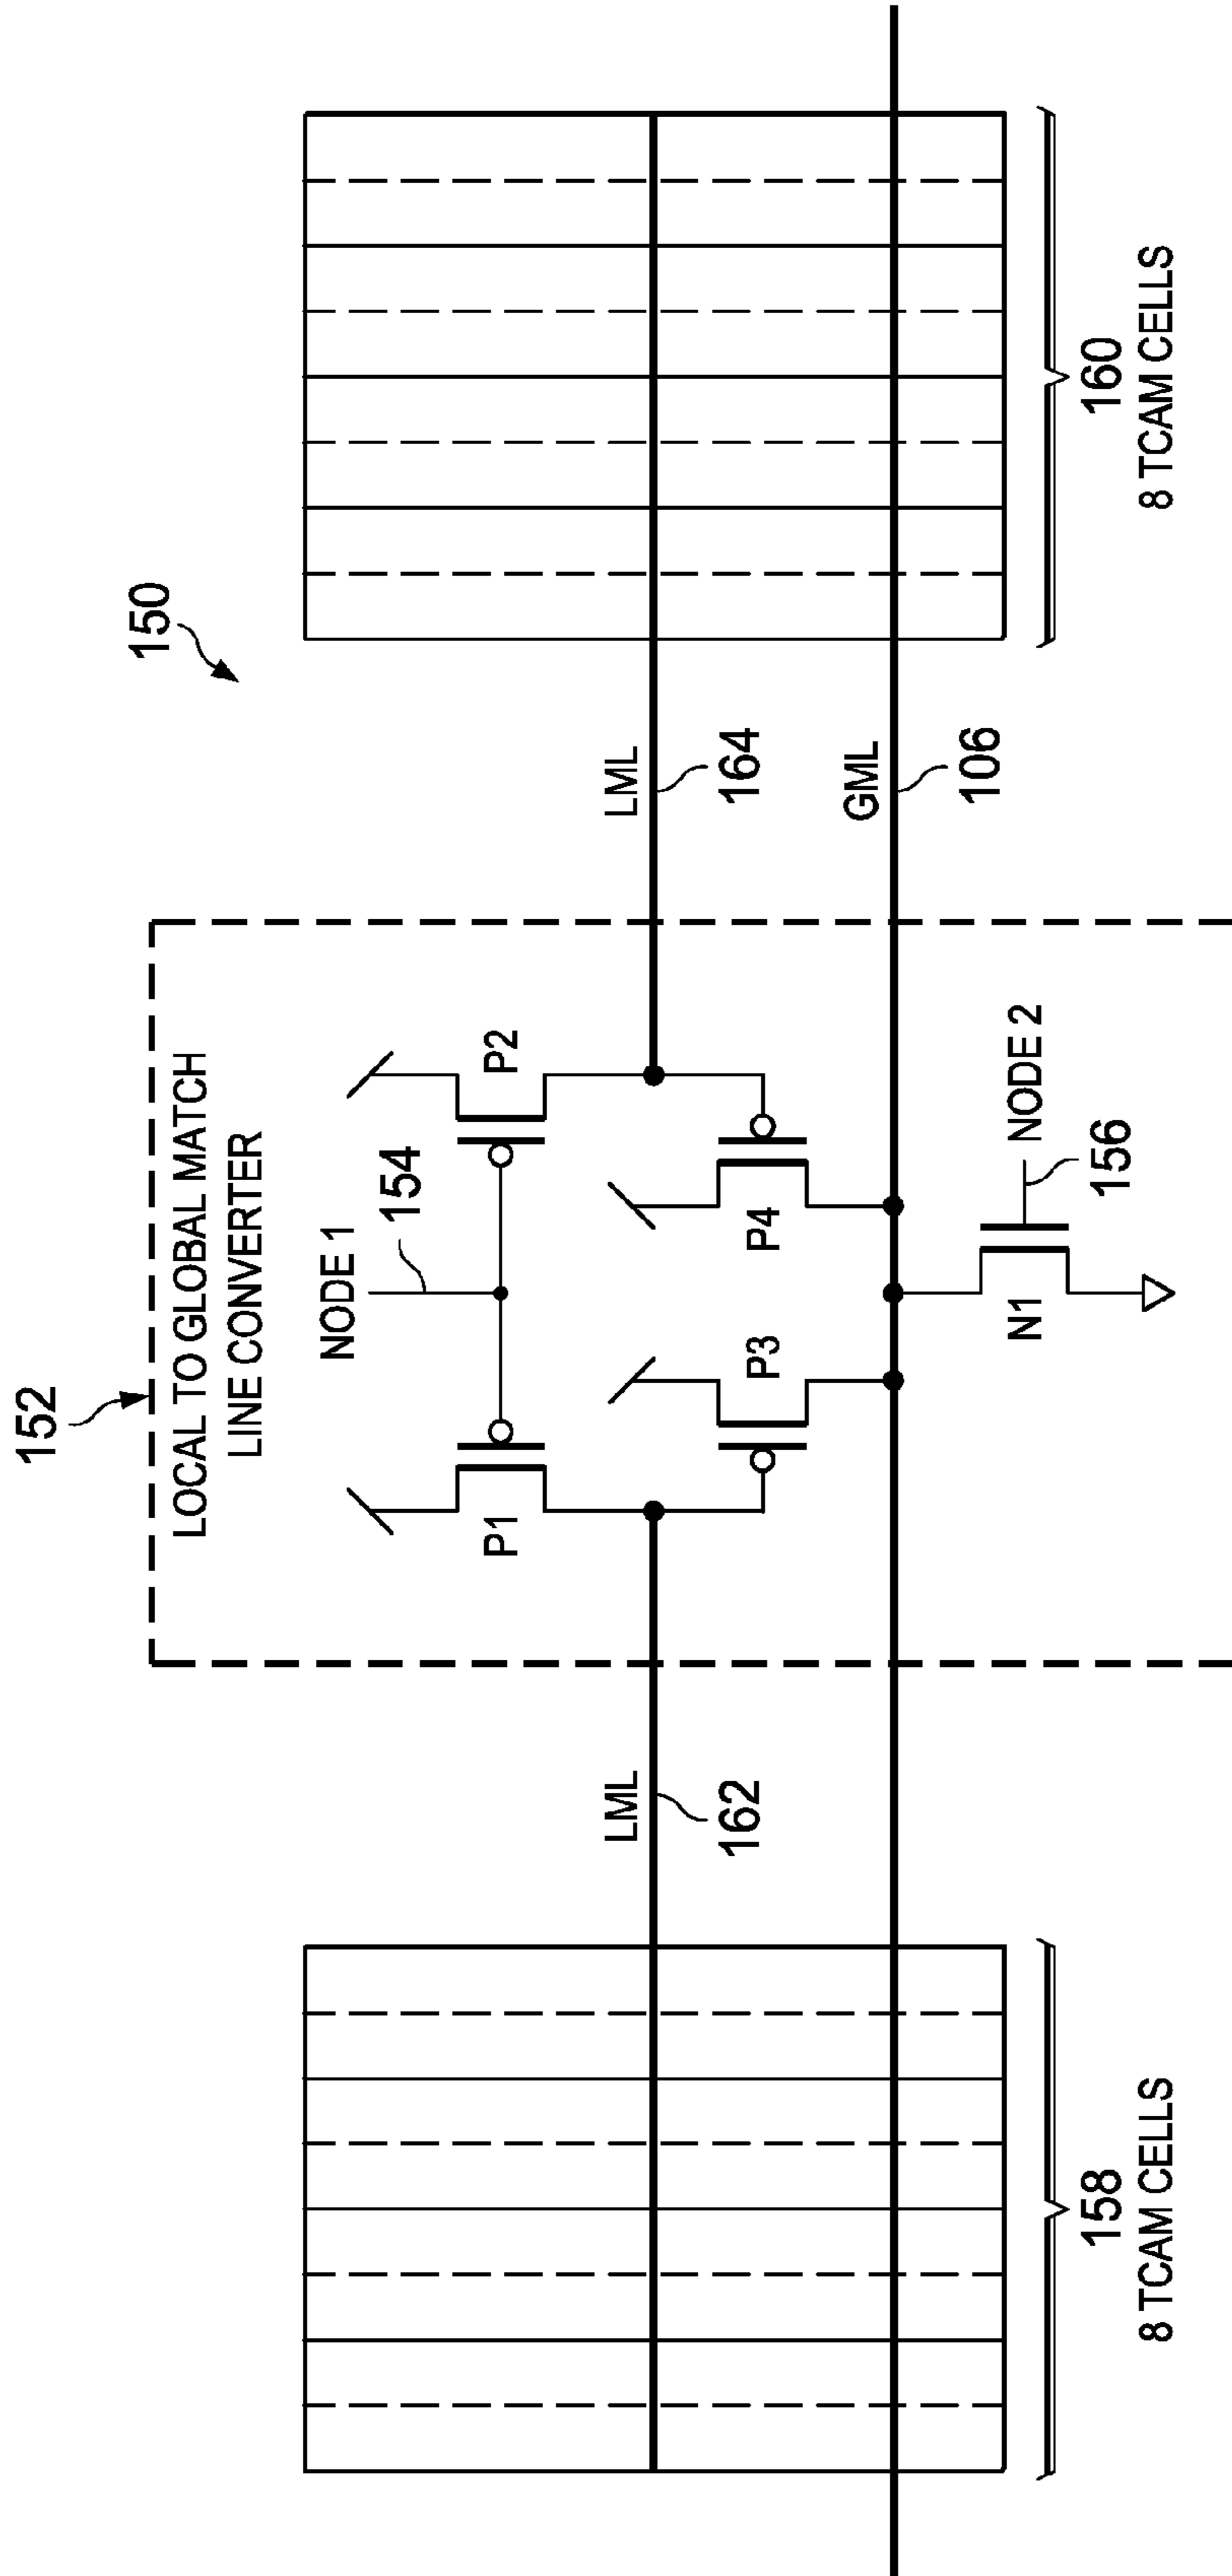 152
LOCAL TO GLOBAL MATCH
LINE CONVERTER
150
NODE 1
154
P1
P2
LML
162
LML
164
P3
P4
GML
106
N1
NODE 2
156
158
8 TCAM CELLS
160
8 TCAM CELLS